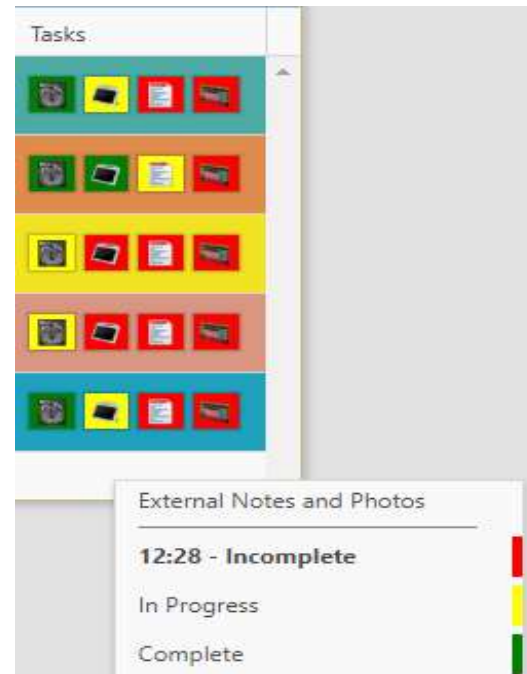 Tasks
External Notes and Photos
12:28 - Incomplete
In Progress
Complete